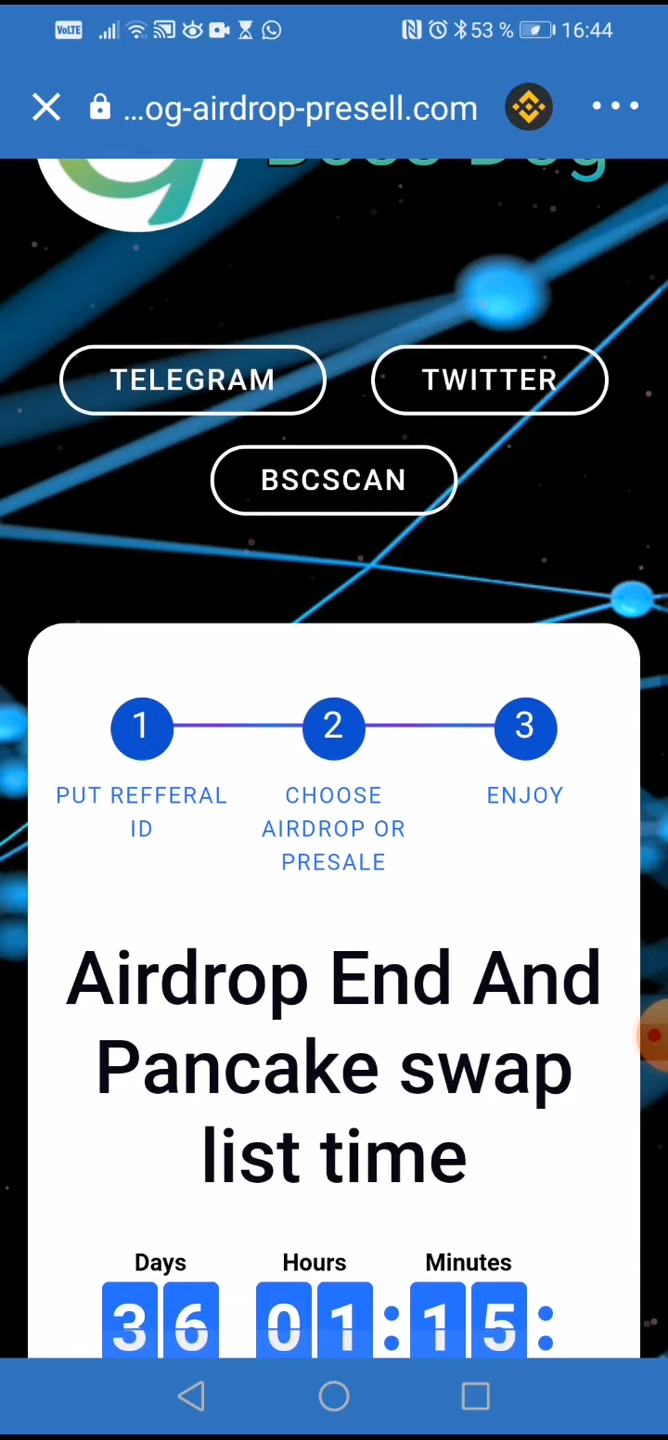 VoLTE 53 % 16:44
...og-airdrop-presell.com
TELEGRAM
TWITTER
BSCSCAN
1 2 3
PUT REFFERAL ID
CHOOSE AIRDROP OR PRESALE
ENJOY
Airdrop End And
Pancake swap
list time
Days Hours Minutes
36 01:15: